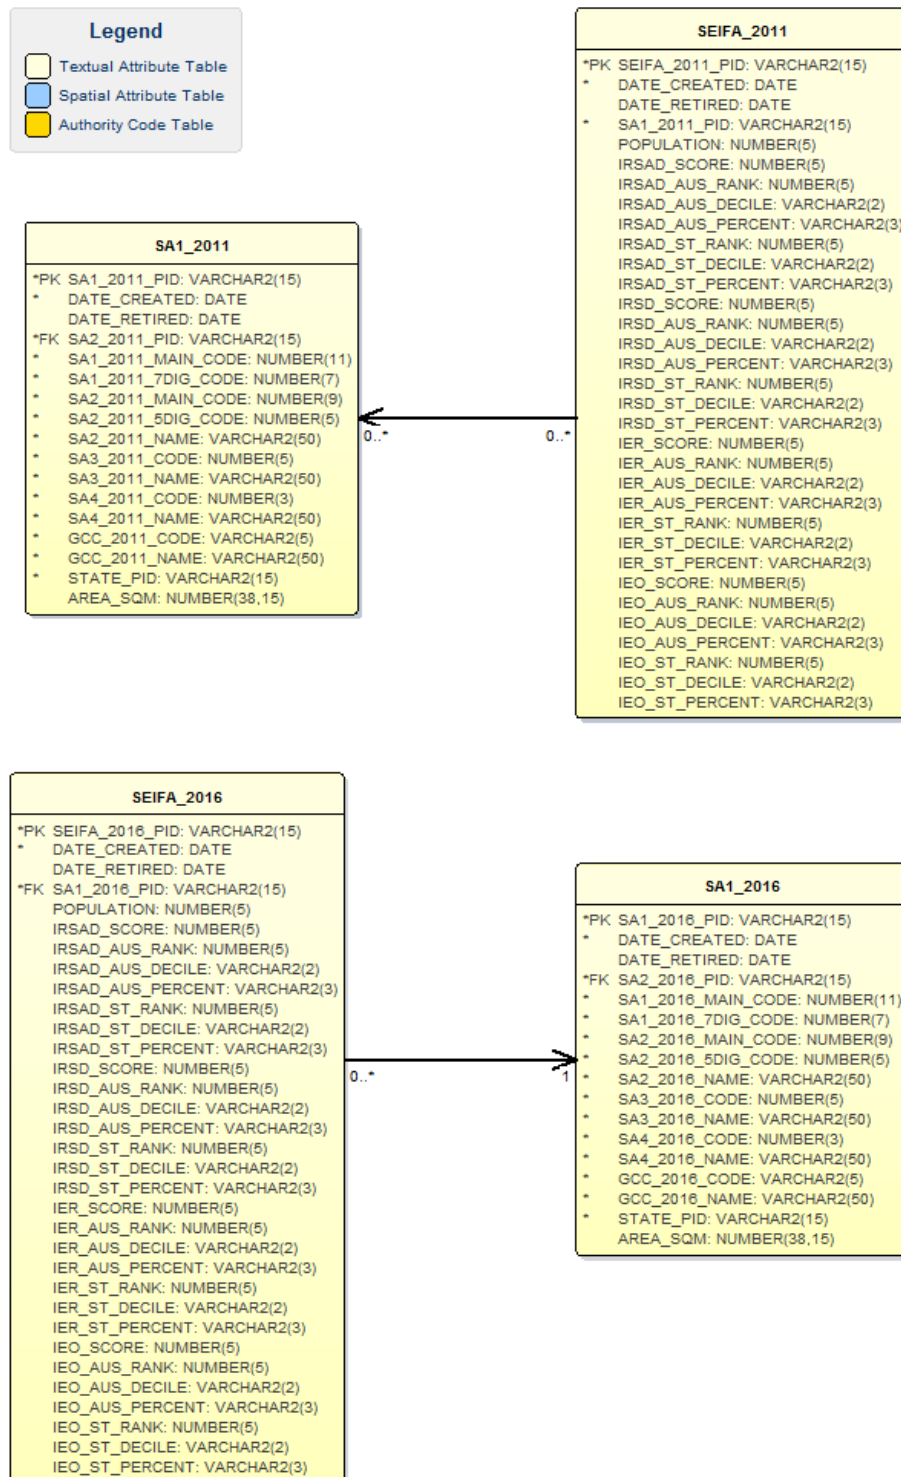 Legend
Textual Attribute Table
Spatial Attribute Table
Authority Code Table
SEIFA_2011
*PK SEIFA_2011_PID: VARCHAR2(15)
* DATE_CREATED: DATE
DATE_RETIRED: DATE
* SA1_2011_PID: VARCHAR2(15)
POPULATION: NUMBER(5)
IRSAD_SCORE: NUMBER(5)
IRSAD_AUS_RANK: NUMBER(5)
IRSAD_AUS_DECILE: VARCHAR2(2)
IRSAD_AUS_PERCENT: VARCHAR2(3)
IRSAD_ST_RANK: NUMBER(5)
IRSAD_ST_DECILE: VARCHAR2(2)
IRSAD_ST_PERCENT: VARCHAR2(3)
IRSD_SCORE: NUMBER(5)
IRSD_AUS_RANK: NUMBER(5)
IRSD_AUS_DECILE: VARCHAR2(2)
IRSD_AUS_PERCENT: VARCHAR2(3)
IRSD_ST_RANK: NUMBER(5)
IRSD_ST_DECILE: VARCHAR2(2)
IRSD_ST_PERCENT: VARCHAR2(3)
IER_SCORE: NUMBER(5)
IER_AUS_RANK: NUMBER(5)
IER_AUS_DECILE: VARCHAR2(2)
IER_AUS_PERCENT: VARCHAR2(3)
IER_ST_RANK: NUMBER(5)
IER_ST_DECILE: VARCHAR2(2)
IER_ST_PERCENT: VARCHAR2(3)
IEO_SCORE: NUMBER(5)
IEO_AUS_RANK: NUMBER(5)
IEO_AUS_DECILE: VARCHAR2(2)
IEO_AUS_PERCENT: VARCHAR2(3)
IEO_ST_RANK: NUMBER(5)
IEO_ST_DECILE: VARCHAR2(2)
IEO_ST_PERCENT: VARCHAR2(3)
SA1_2011
*PK SA1_2011_PID: VARCHAR2(15)
* DATE_CREATED: DATE
DATE_RETIRED: DATE
*FK SA2_2011_PID: VARCHAR2(15)
* SA1_2011_MAIN_CODE: NUMBER(11)
* SA1_2011_7DIG_CODE: NUMBER(7)
* SA2_2011_MAIN_CODE: NUMBER(9)
* SA2_2011_5DIG_CODE: NUMBER(5)
* SA2_2011_NAME: VARCHAR2(50)
* SA3_2011_CODE: NUMBER(5)
* SA3_2011_NAME: VARCHAR2(50)
* SA4_2011_CODE: NUMBER(3)
* SA4_2011_NAME: VARCHAR2(50)
* GCC_2011_CODE: VARCHAR2(5)
* GCC_2011_NAME: VARCHAR2(50)
* STATE_PID: VARCHAR2(15)
AREA_SQM: NUMBER(38,15)
0..* 0..*
SEIFA_2016
*PK SEIFA_2016_PID: VARCHAR2(15)
* DATE_CREATED: DATE
DATE_RETIRED: DATE
*FK SA1_2016_PID: VARCHAR2(15)
POPULATION: NUMBER(5)
IRSAD_SCORE: NUMBER(5)
IRSAD_AUS_RANK: NUMBER(5)
IRSAD_AUS_DECILE: VARCHAR2(2)
IRSAD_AUS_PERCENT: VARCHAR2(3)
IRSAD_ST_RANK: NUMBER(5)
IRSAD_ST_DECILE: VARCHAR2(2)
IRSAD_ST_PERCENT: VARCHAR2(3)
IRSD_SCORE: NUMBER(5)
IRSD_AUS_RANK: NUMBER(5)
IRSD_AUS_DECILE: VARCHAR2(2)
IRSD_AUS_PERCENT: VARCHAR2(3)
IRSD_ST_RANK: NUMBER(5)
IRSD_ST_DECILE: VARCHAR2(2)
IRSD_ST_PERCENT: VARCHAR2(3)
IER_SCORE: NUMBER(5)
IER_AUS_RANK: NUMBER(5)
IER_AUS_DECILE: VARCHAR2(2)
IER_AUS_PERCENT: VARCHAR2(3)
IER_ST_RANK: NUMBER(5)
IER_ST_DECILE: VARCHAR2(2)
IER_ST_PERCENT: VARCHAR2(3)
IEO_SCORE: NUMBER(5)
IEO_AUS_RANK: NUMBER(5)
IEO_AUS_DECILE: VARCHAR2(2)
IEO_AUS_PERCENT: VARCHAR2(3)
IEO_ST_RANK: NUMBER(5)
IEO_ST_DECILE: VARCHAR2(2)
IEO_ST_PERCENT: VARCHAR2(3)
0..* 1
SA1_2016
*PK SA1_2016_PID: VARCHAR2(15)
* DATE_CREATED: DATE
DATE_RETIRED: DATE
*FK SA2_2016_PID: VARCHAR2(15)
* SA1_2016_MAIN_CODE: NUMBER(11)
* SA1_2016_7DIG_CODE: NUMBER(7)
* SA2_2016_MAIN_CODE: NUMBER(9)
* SA2_2016_5DIG_CODE: NUMBER(5)
* SA2_2016_NAME: VARCHAR2(50)
* SA3_2016_CODE: NUMBER(5)
* SA3_2016_NAME: VARCHAR2(50)
* SA4_2016_CODE: NUMBER(3)
* SA4_2016_NAME: VARCHAR2(50)
* GCC_2016_CODE: VARCHAR2(5)
* GCC_2016_NAME: VARCHAR2(50)
* STATE_PID: VARCHAR2(15)
AREA_SQM: NUMBER(38,15)